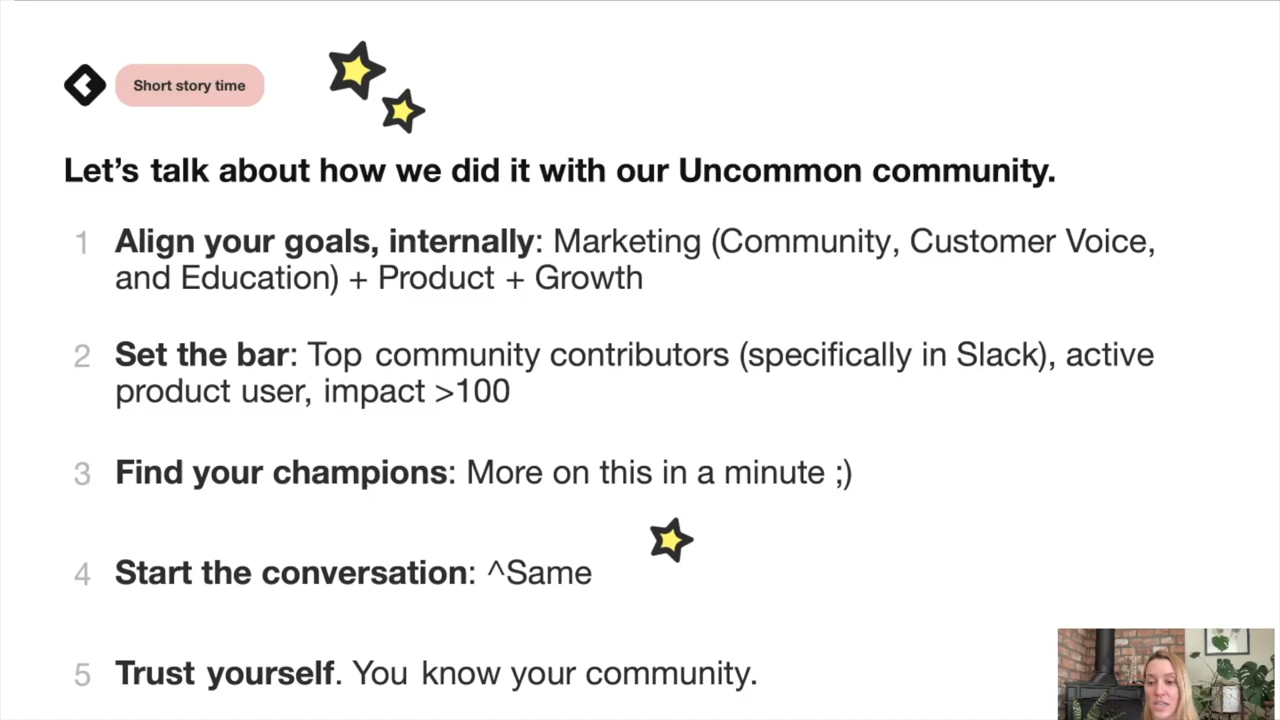 Short story time
Let’s talk about how we did it with our Uncommon community.
1 Align your goals, internally: Marketing (Community, Customer Voice,
and Education) + Product + Growth
2 Set the bar: Top community contributors (specifically in Slack), active
product user, impact >100
3 Find your champions: More on this in a minute ;)
4 Start the conversation: ^Same
5 Trust yourself. You know your community.